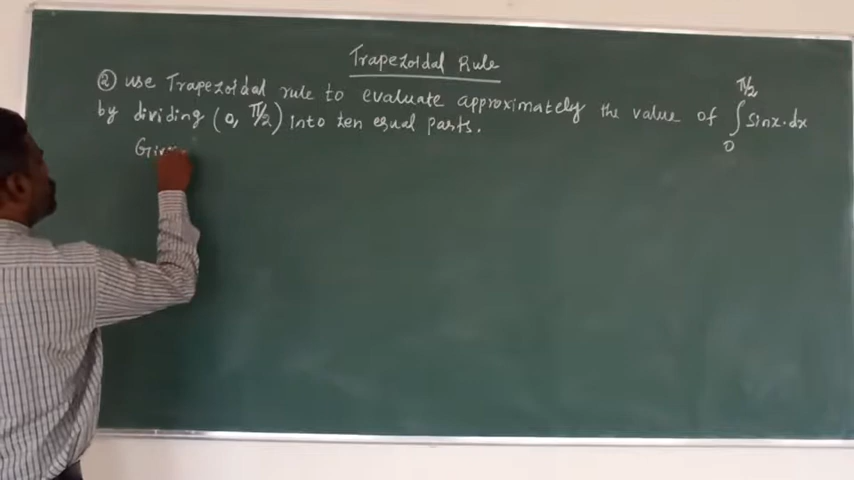 Trapezoidal Rule
② use Trapezoidal rule to evaluate approximately the value of ∫₀^(π/2) sinx·dx
by dividing (0, π/2) into ten equal parts.
Given